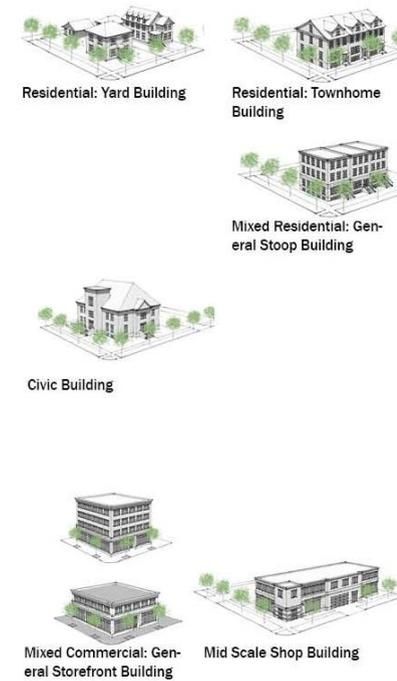 Residential: Yard Building
Residential: Townhome
Building
Mixed Residential: Gen-
eral Stoop Building
Civic Building
Mixed Commercial: Gen-
eral Storefront Building
Mid Scale Shop Building